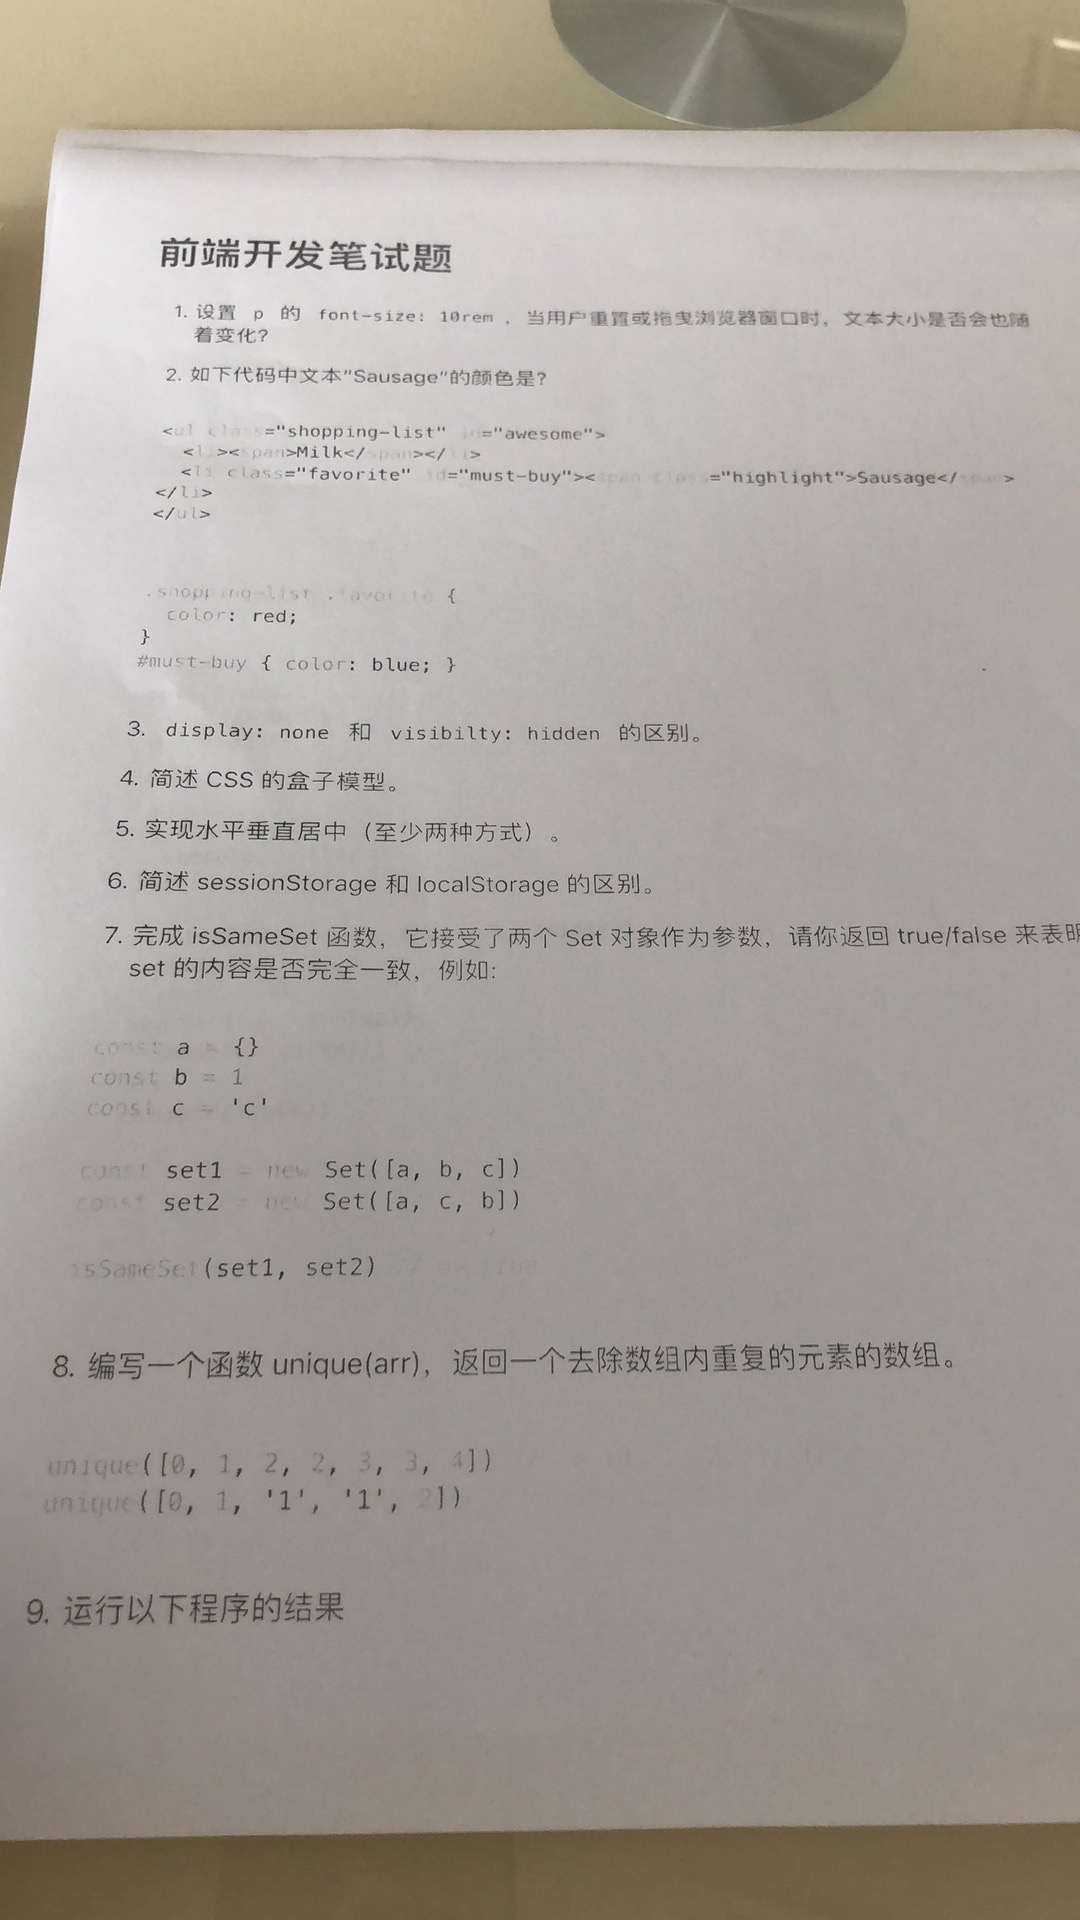 前端开发笔试题
1. 设置 p 的 font-size: 10rem ，当用户重置或拖曳浏览器窗口时，文本大小是否会也随
着变化？
2. 如下代码中文本"Sausage"的颜色是？
<ul class="shopping-list" id="awesome">
<li><span>Milk</span></li>
<li class="favorite" id="must-buy"><span class="highlight">Sausage</span>
</li>
</ul>
.shopping-list .favorite {
color: red;
}
#must-buy { color: blue; }
3. display: none 和 visibilty: hidden 的区别。
4. 简述 CSS 的盒子模型。
5. 实现水平垂直居中（至少两种方式）。
6. 简述 sessionStorage 和 localStorage 的区别。
7. 完成 isSameSet 函数，它接受了两个 Set 对象作为参数，请你返回 true/false 来表明
set 的内容是否完全一致，例如:
const a = {}
const b = 1
const c = 'c'
const set1 = new Set([a, b, c])
const set2 = new Set([a, c, b])
isSameSet(set1, set2) // => true
8. 编写一个函数 unique(arr)，返回一个去除数组内重复的元素的数组。
unique([0, 1, 2, 2, 3, 3, 4])
unique([0, 1, '1', '1', 2])
9. 运行以下程序的结果